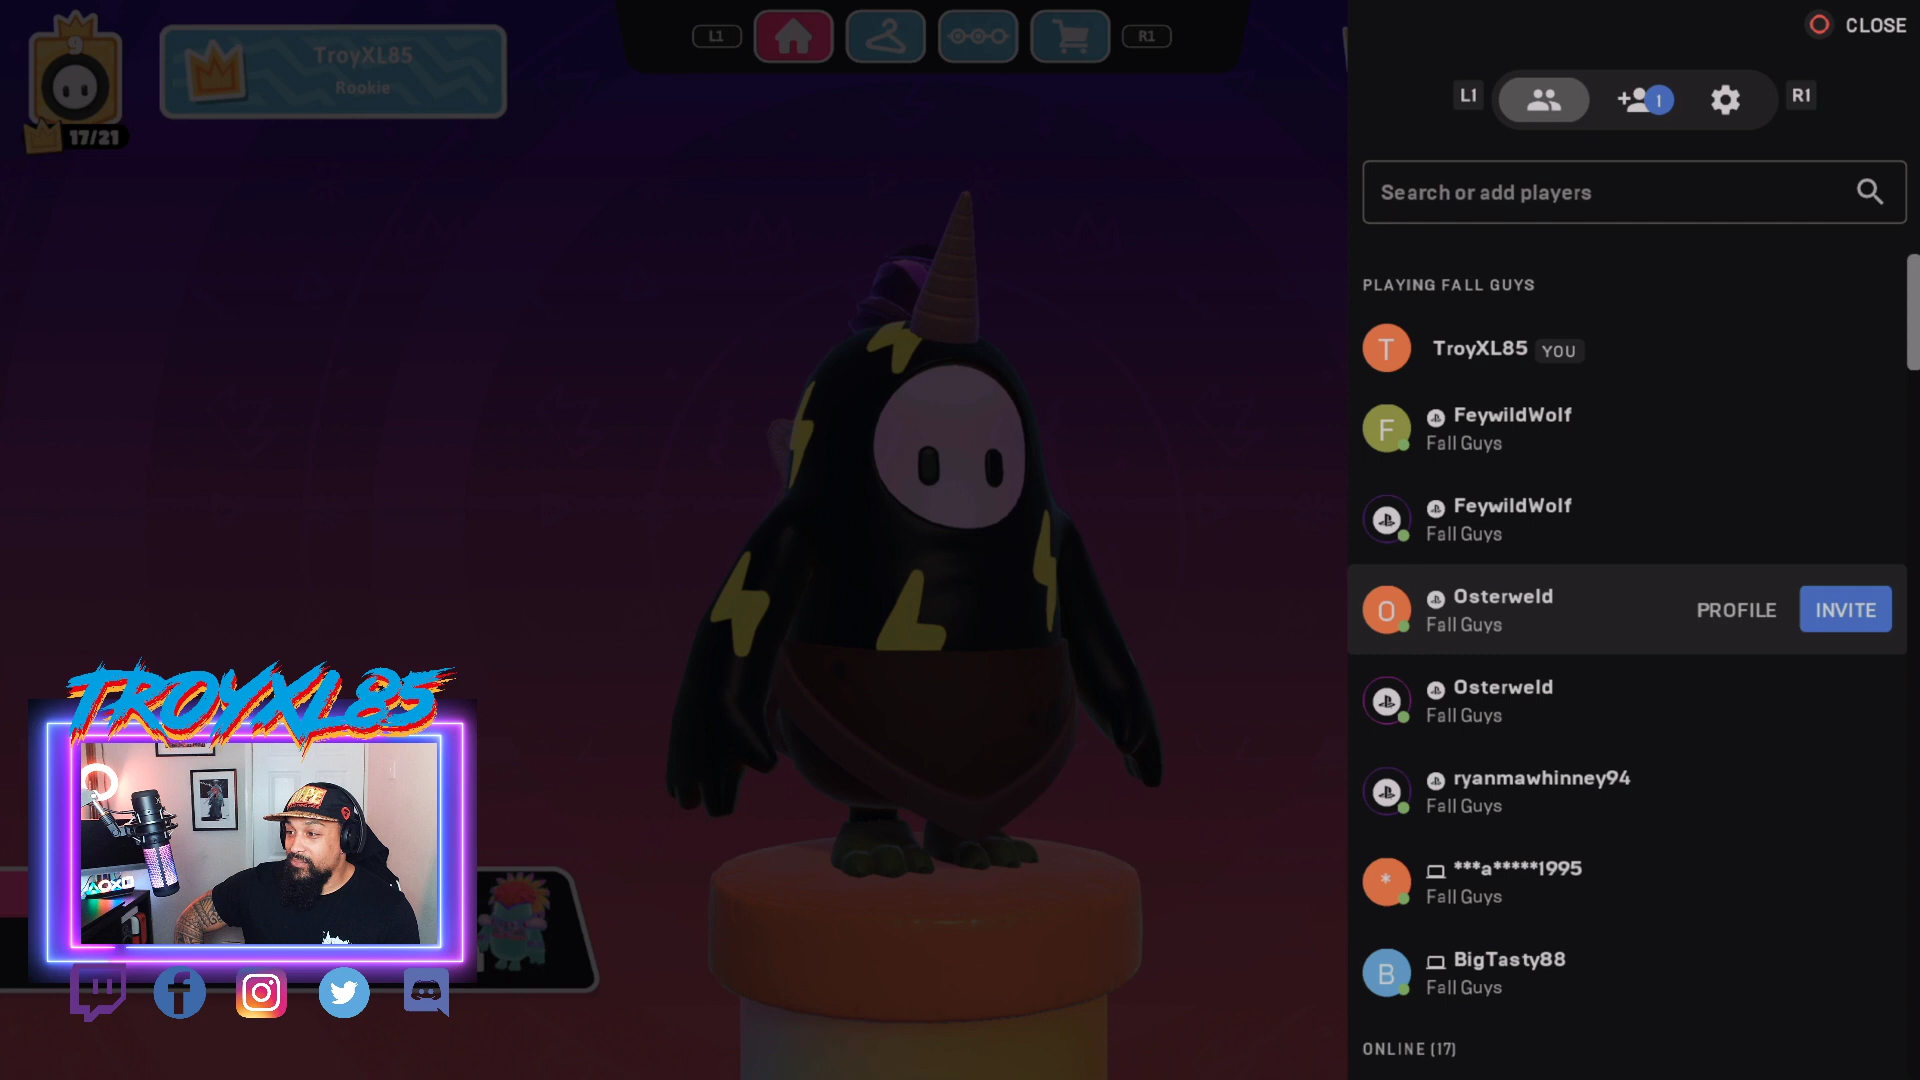 9
17/21
TroyXL85
Rookie
L1
R1
CLOSE
L1
1
R1
Search or add players
PLAYING FALL GUYS
T
TroyXL85 YOU
F
FeywildWolf
Fall Guys
FeywildWolf
Fall Guys
O
Osterweld
Fall Guys
PROFILE
INVITE
Osterweld
Fall Guys
ryanmawhinney94
Fall Guys
*
***a*****1995
Fall Guys
B
BigTasty88
Fall Guys
ONLINE (17)
TROYXL85